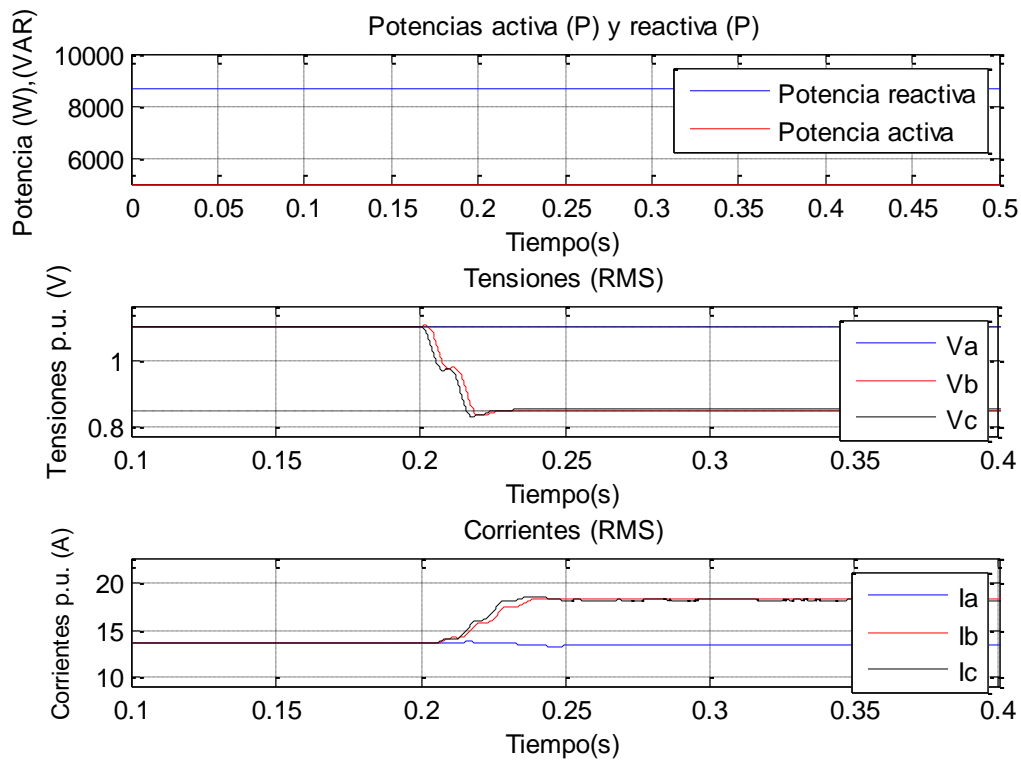 Potencias activa (P) y reactiva (P)
Potencia (W),(VAR)
10000
8000
6000
Potencia reactiva
Potencia activa
0 0.05 0.1 0.15 0.2 0.25 0.3 0.35 0.4 0.45 0.5
Tiempo(s)
Tensiones (RMS)
Tensiones p.u. (V)
1
0.8
Va
Vb
Vc
0.1 0.15 0.2 0.25 0.3 0.35 0.4
Tiempo(s)
Corrientes (RMS)
Corrientes p.u. (A)
20
15
10
Ia
Ib
Ic
0.1 0.15 0.2 0.25 0.3 0.35 0.4
Tiempo(s)